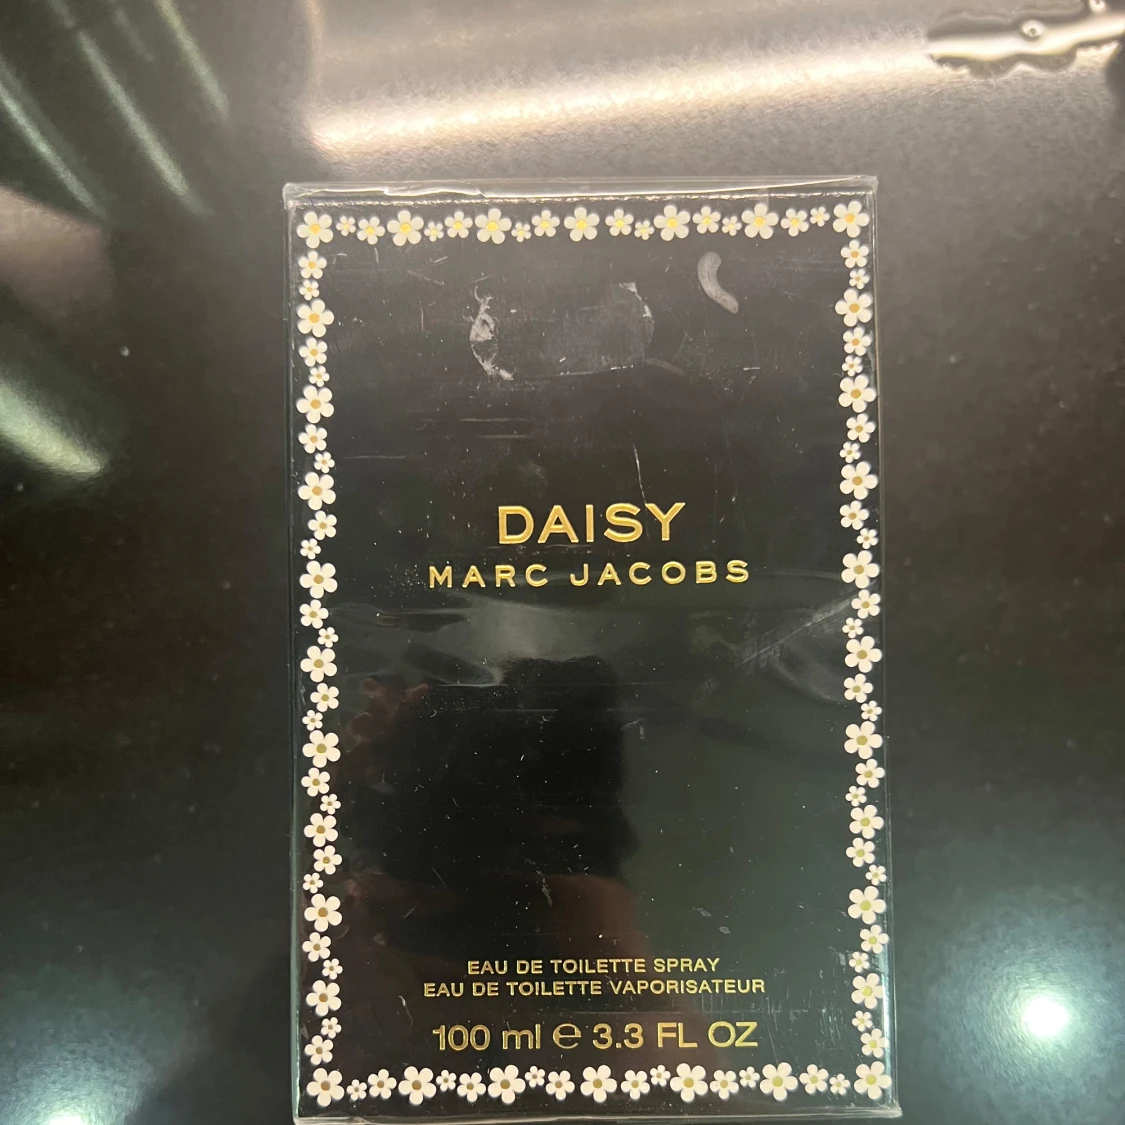 DAISY
MARC JACOBS
EAU DE TOILETTE SPRAY
EAU DE TOILETTE VAPORISATEUR
100 ml ℮ 3.3 FL OZ